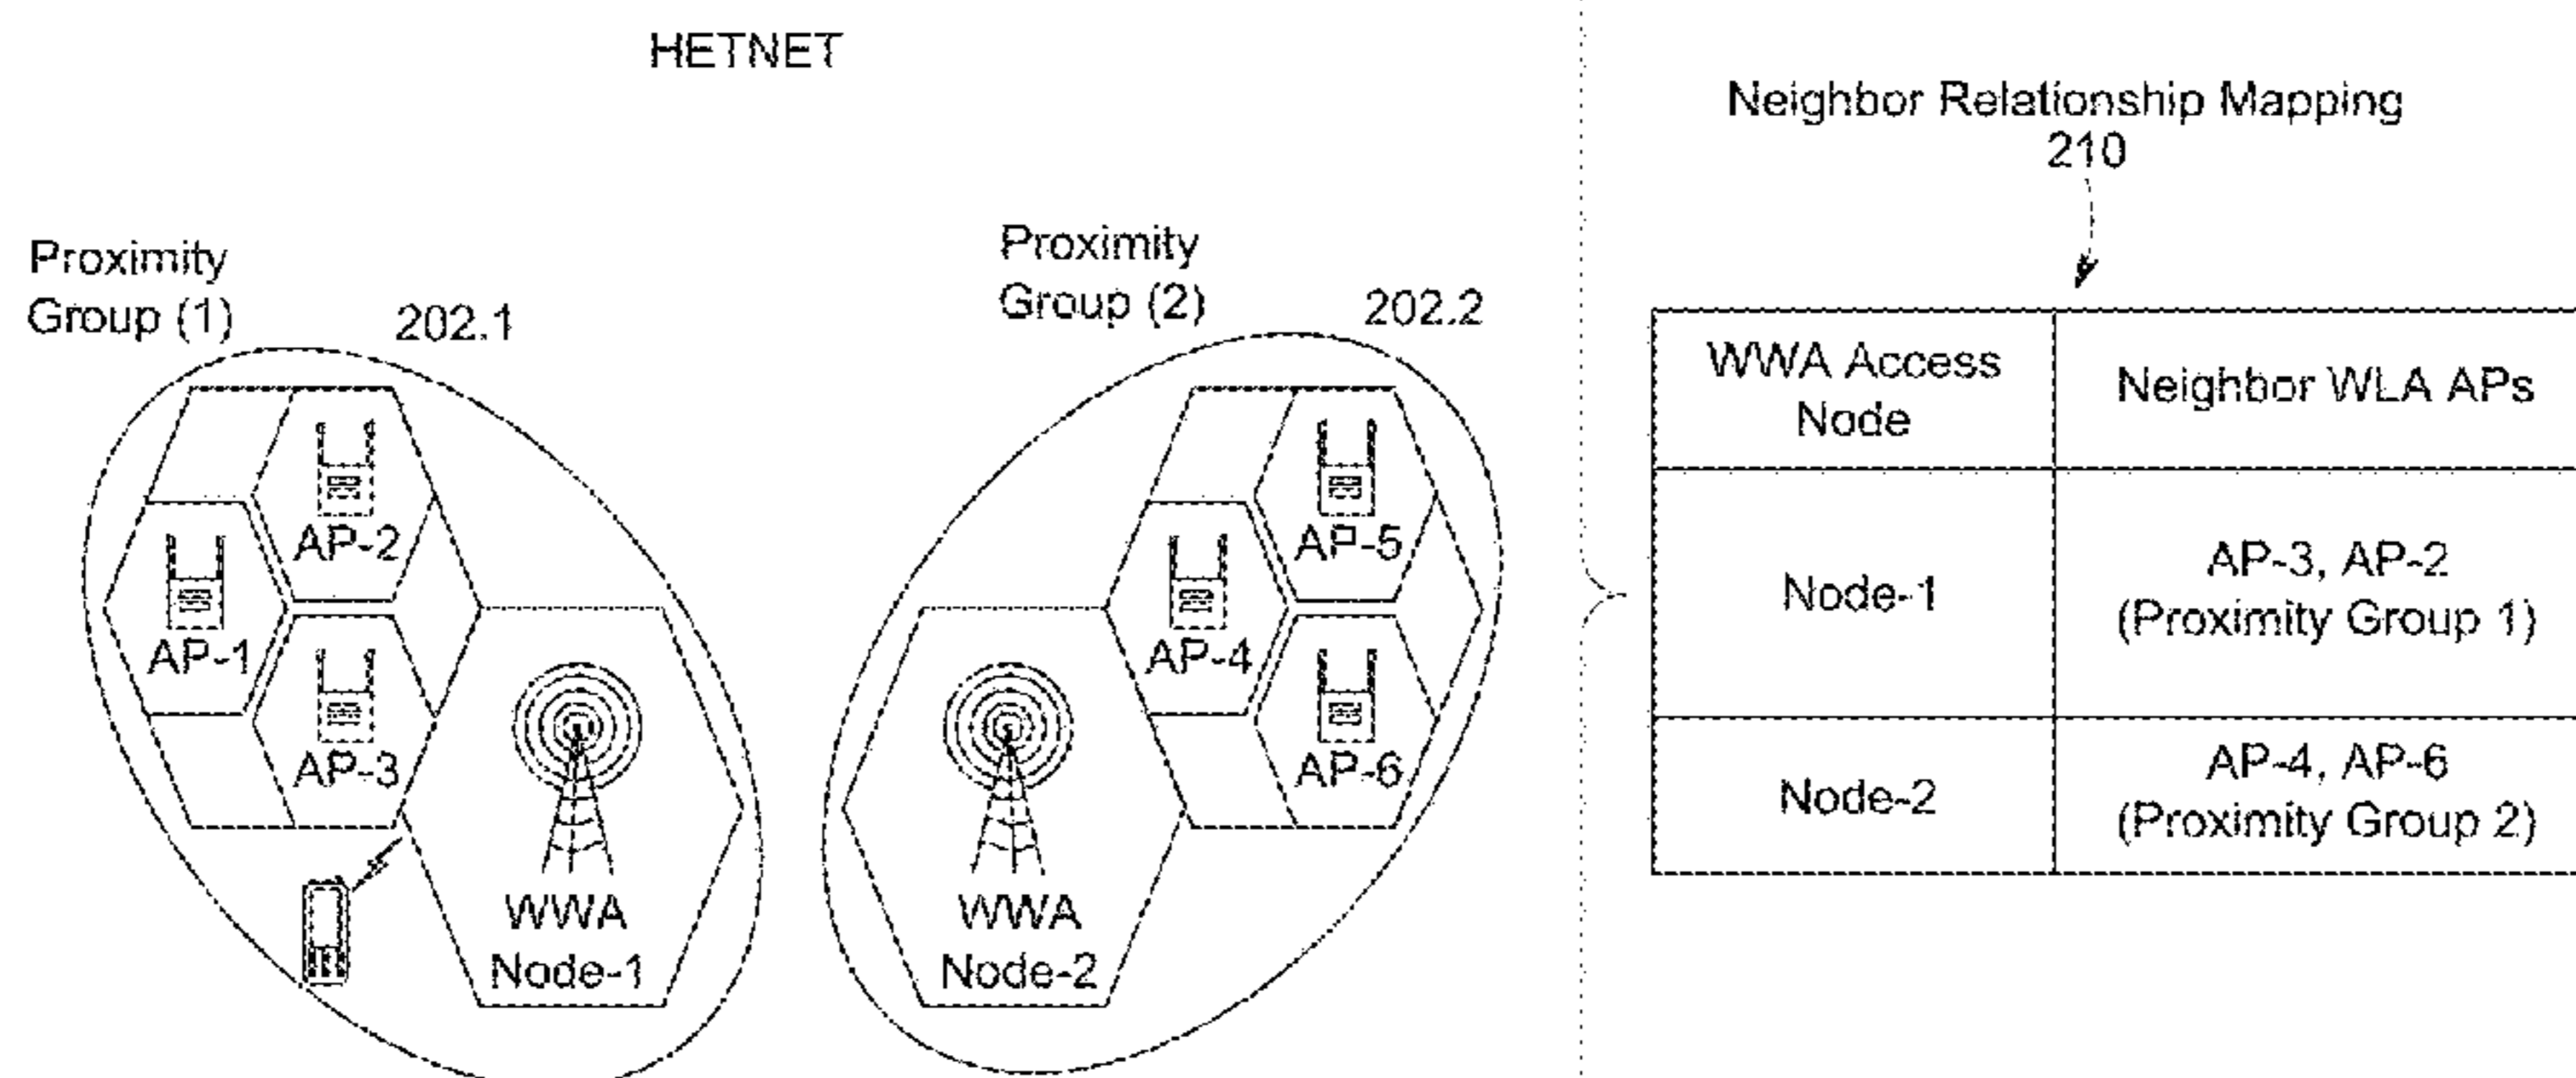 HETNET
Proximity
Group (1)
202.1
Proximity
Group (2)
202.2
AP-2
AP-1
AP-3
WWA
Node-1
AP-5
AP-4
AP-6
WWA
Node-2
Neighbor Relationship Mapping
210
WWA Access
Node
Neighbor WLA APs
Node-1
AP-3, AP-2
(Proximity Group 1)
Node-2
AP-4, AP-6
(Proximity Group 2)